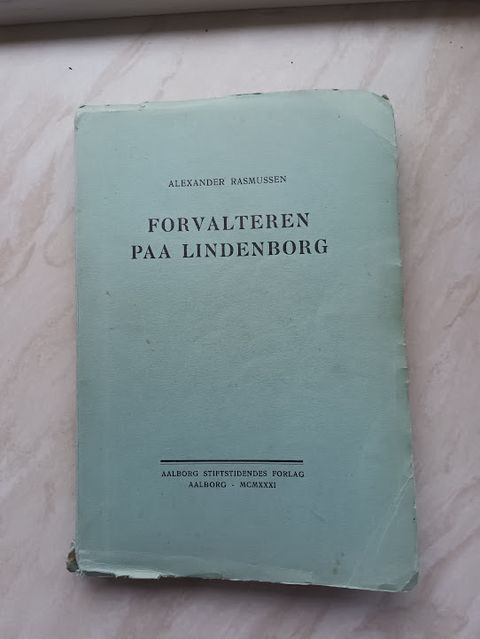 ALEXANDER RASMUSSEN
FORVALTEREN
PAA LINDENBORG
AALBORG STIFTSTIDENDES FORLAG
AALBORG - MCMXXXI